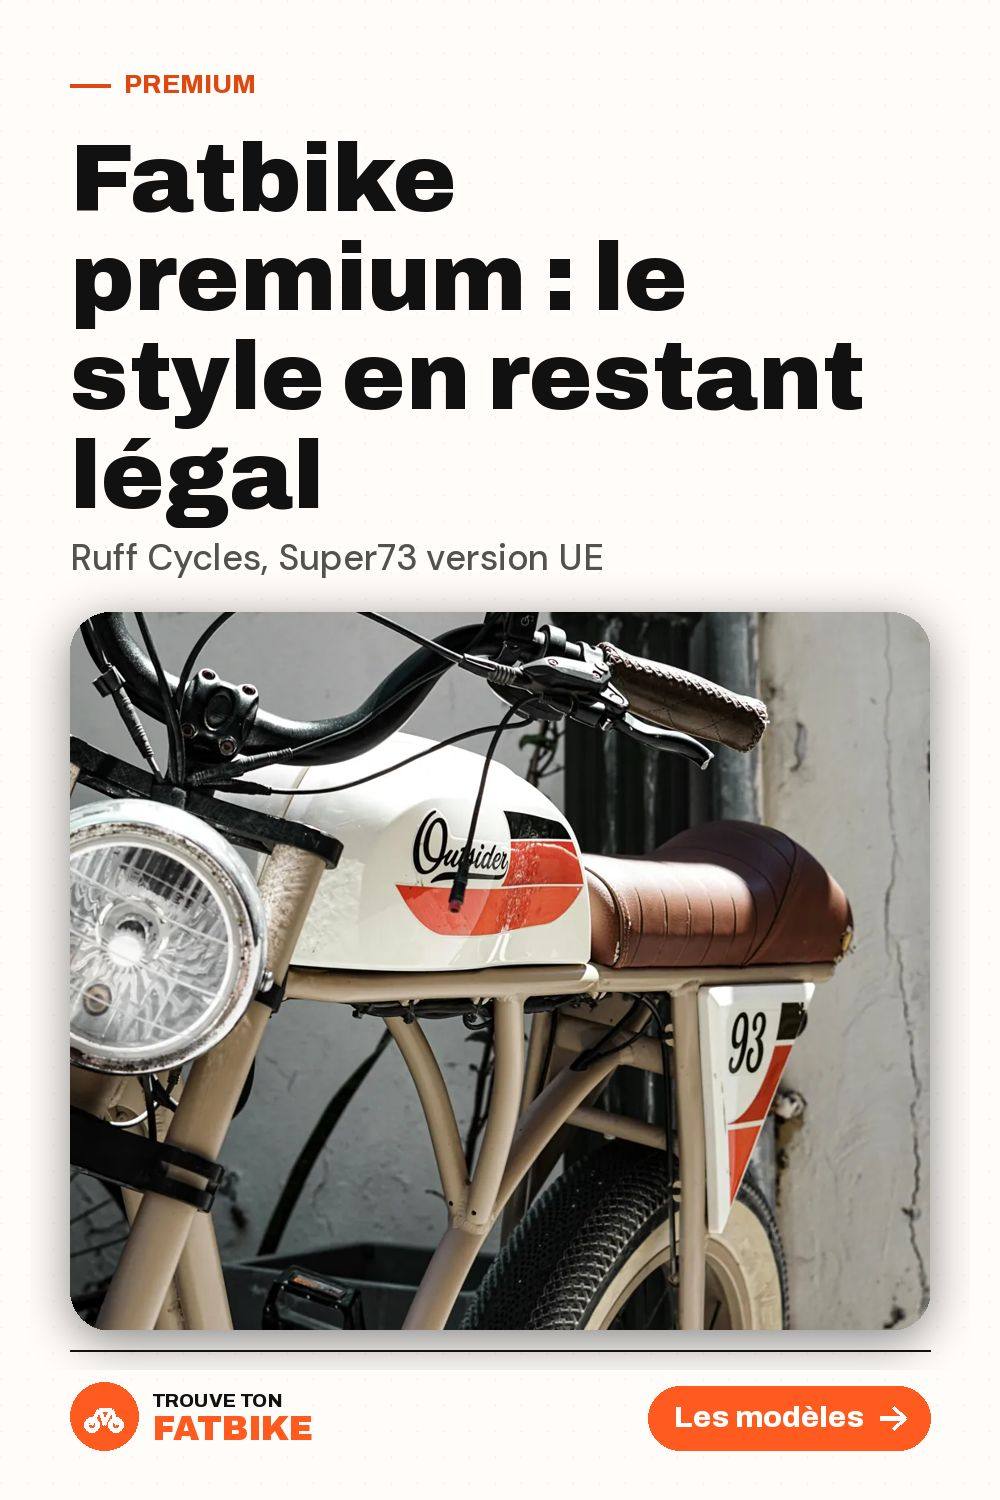 PREMIUM
Fatbike
premium : le
style en restant
légal
Ruff Cycles, Super73 version UE
Outsider
93
TROUVE TON
FATBIKE
Les modèles